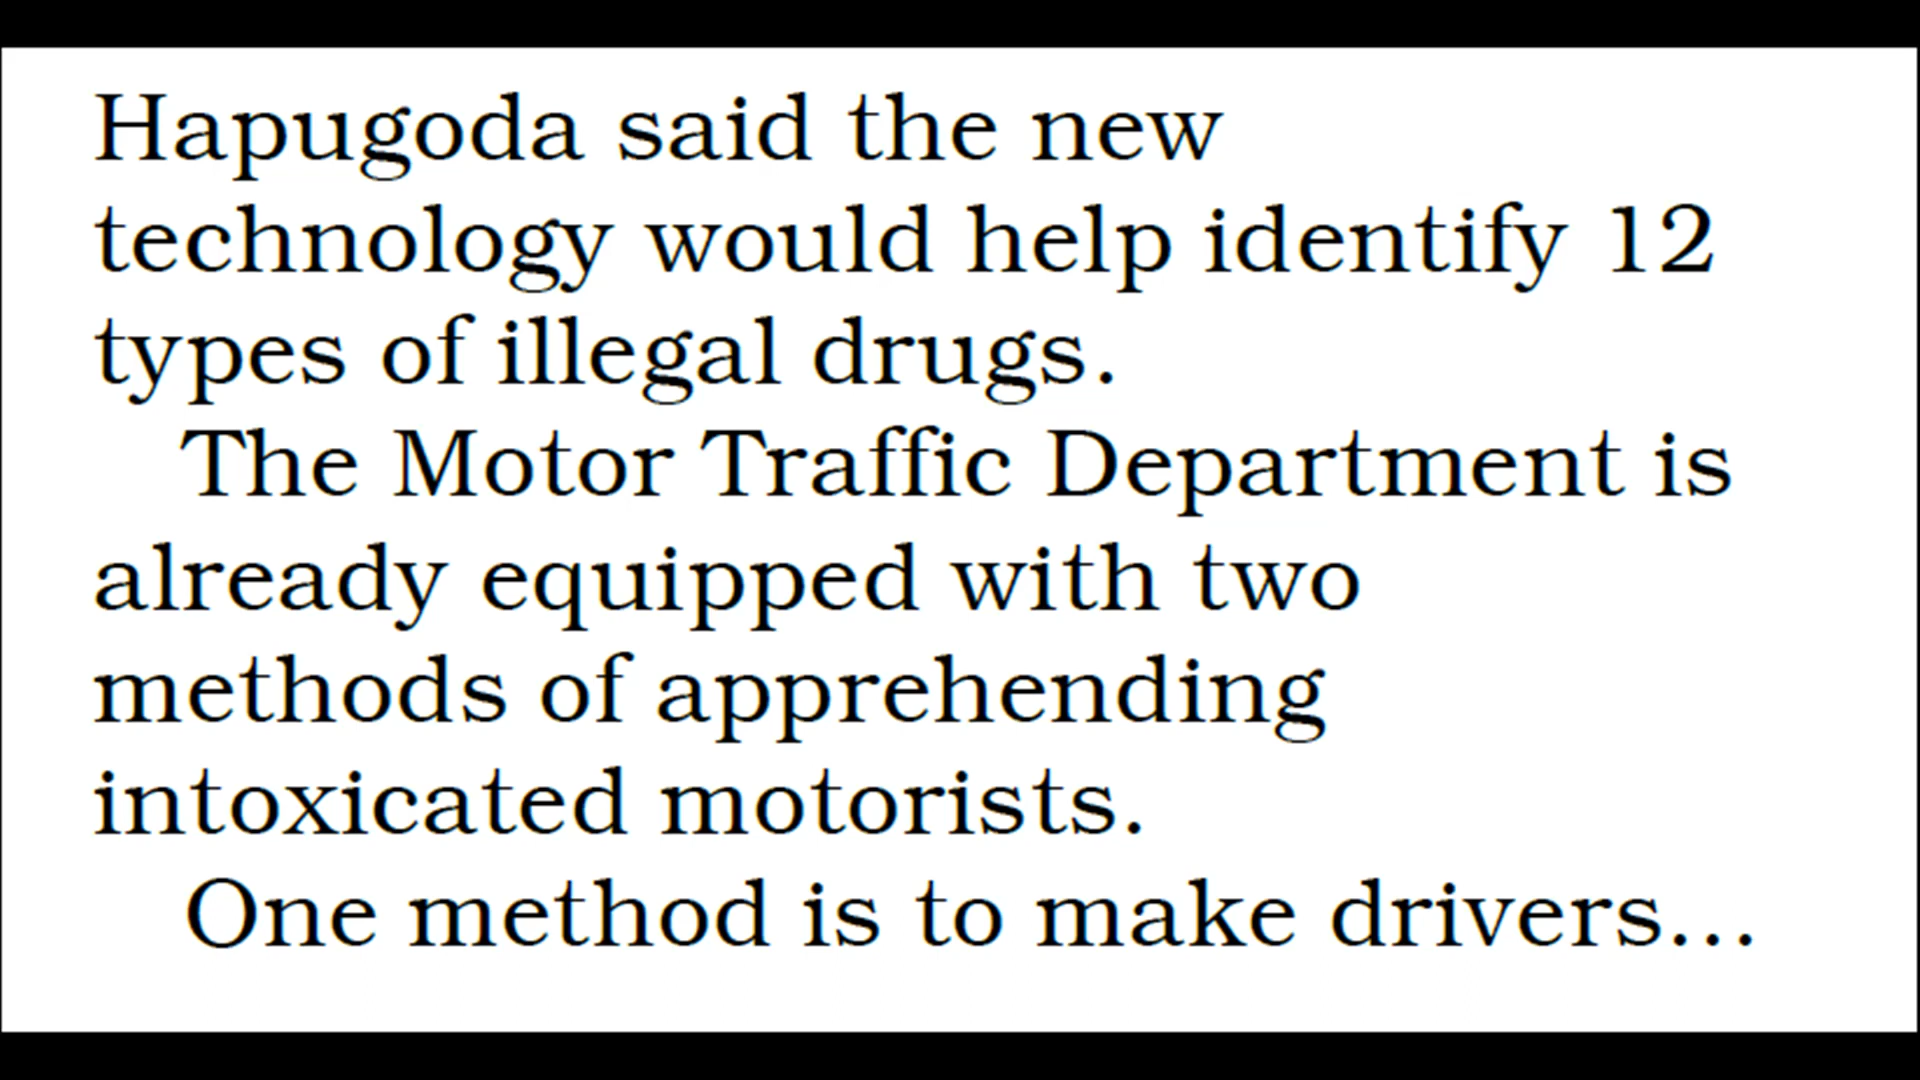 Hapugoda said the new
technology would help identify 12
types of illegal drugs.
The Motor Traffic Department is
already equipped with two
methods of apprehending
intoxicated motorists.
One method is to make drivers...